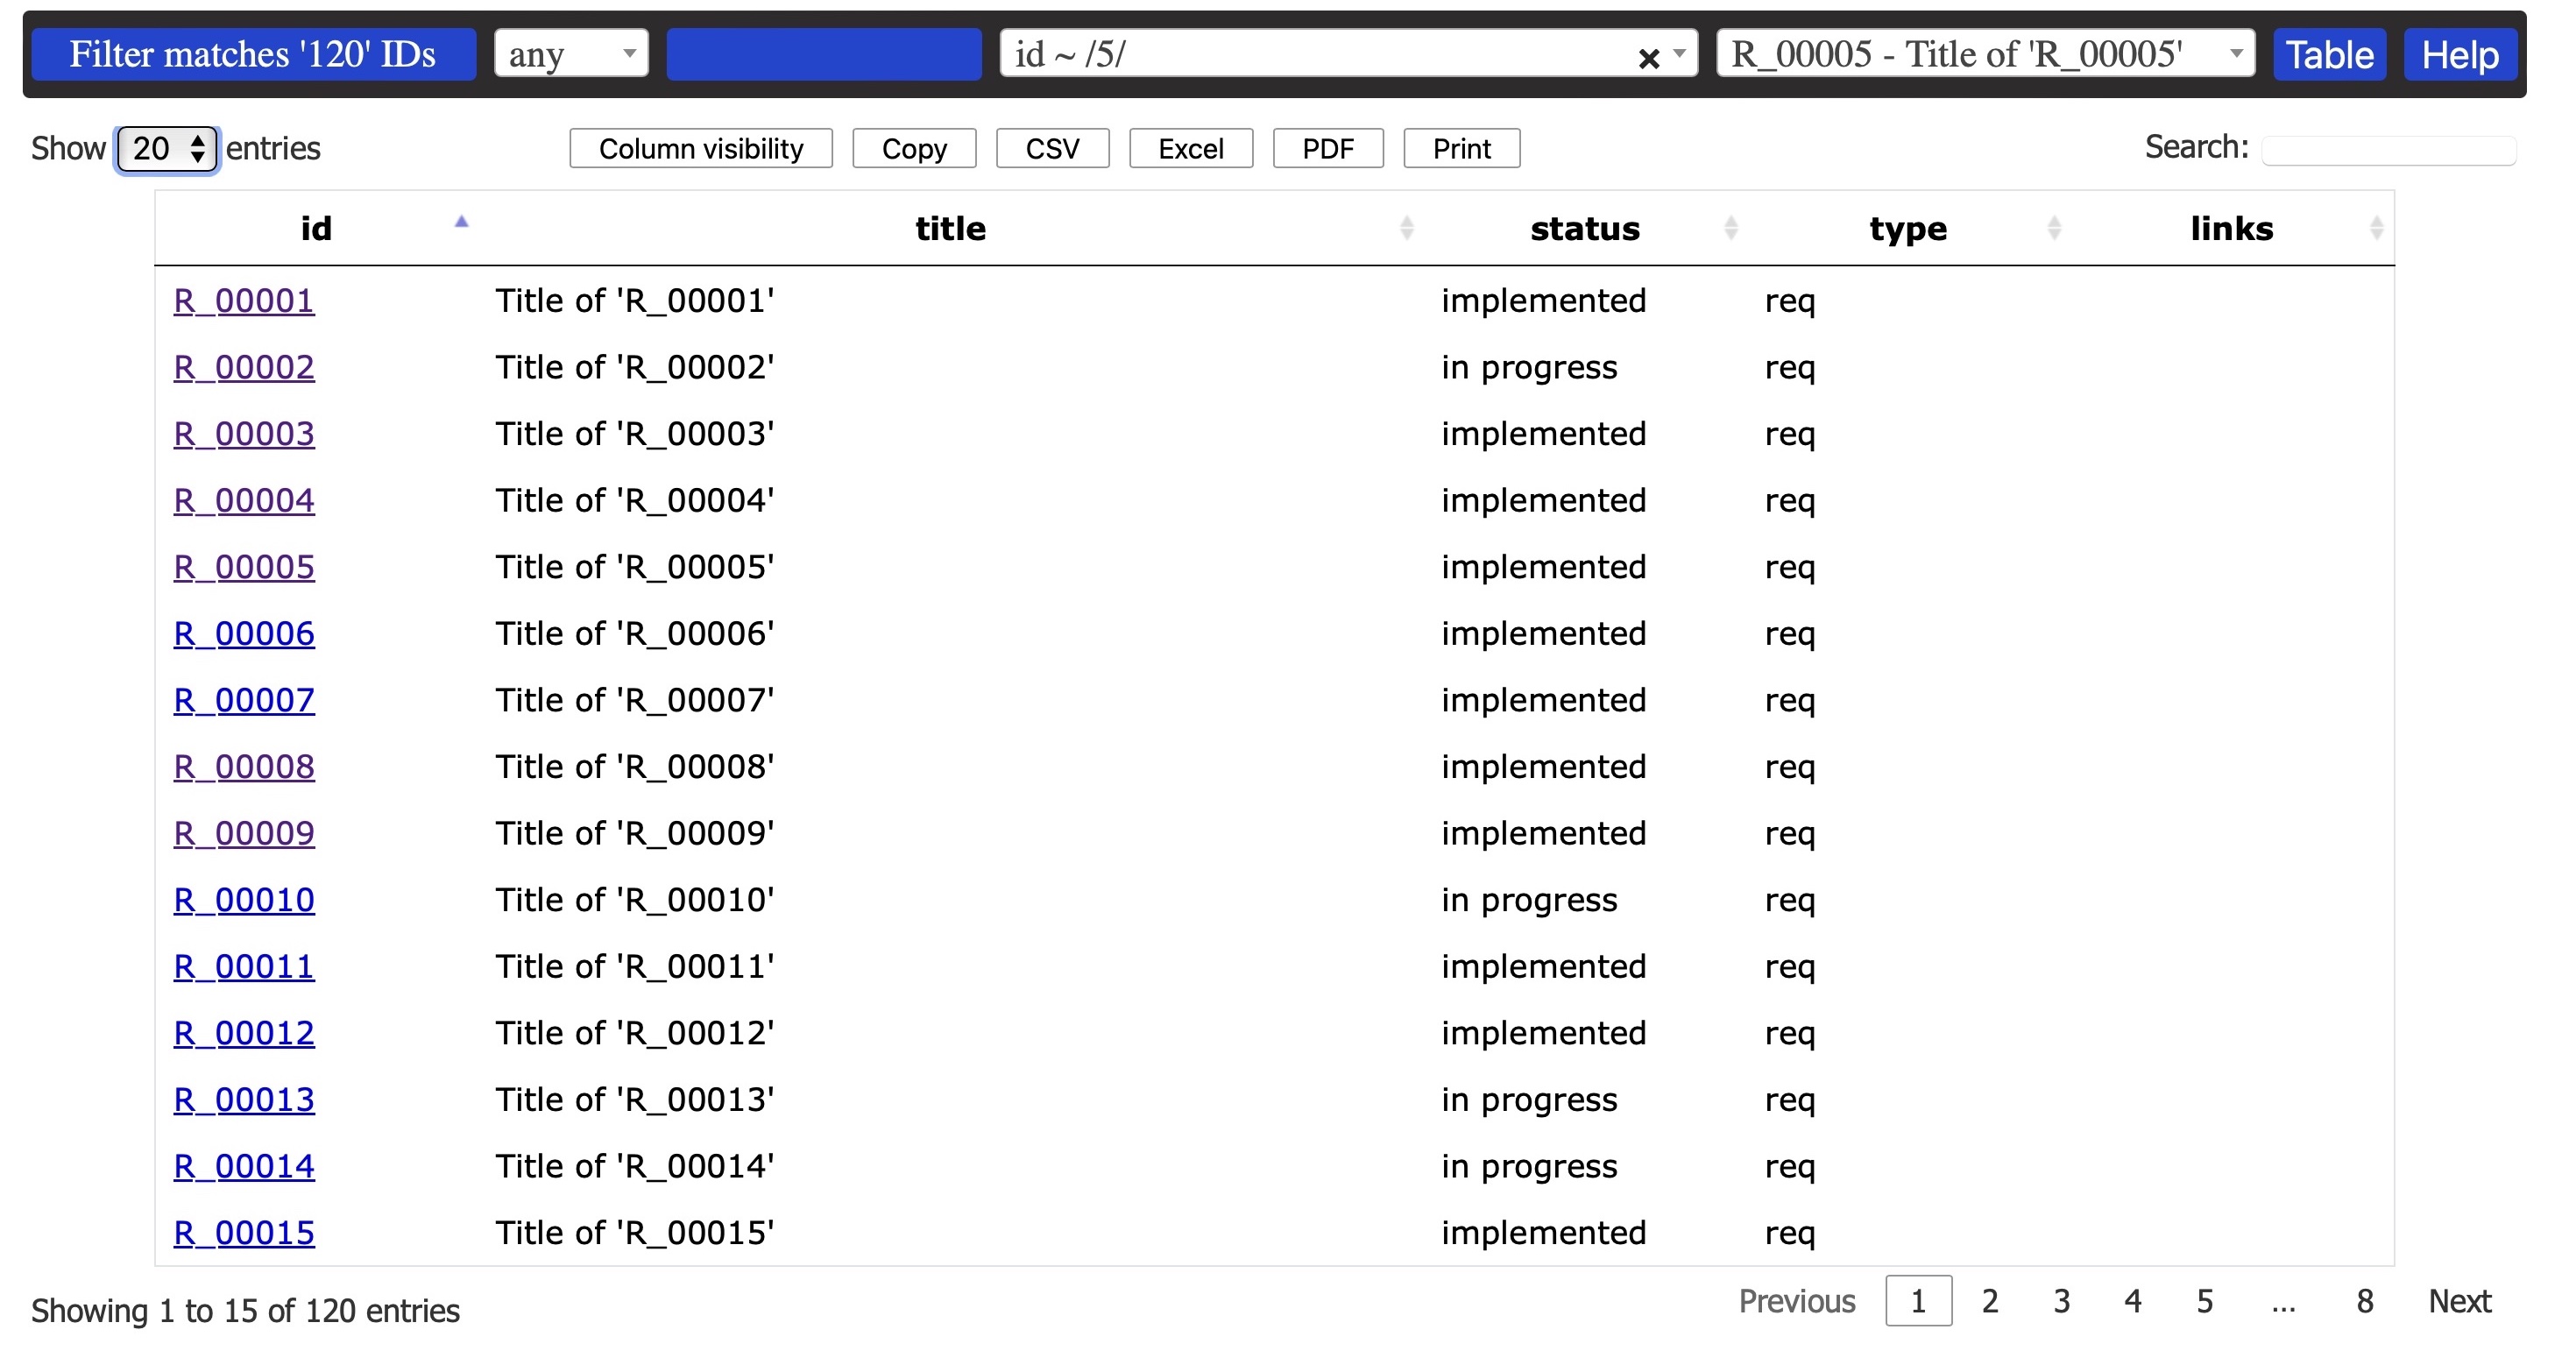 Filter matches '120' IDs any id ~ /5/ × R_00005 - Title of 'R_00005' Table Help
Show 20 entries Column visibility Copy CSV Excel PDF Print Search:
id title status type links
R_00001 Title of 'R_00001' implemented req
R_00002 Title of 'R_00002' in progress req
R_00003 Title of 'R_00003' implemented req
R_00004 Title of 'R_00004' implemented req
R_00005 Title of 'R_00005' implemented req
R_00006 Title of 'R_00006' implemented req
R_00007 Title of 'R_00007' implemented req
R_00008 Title of 'R_00008' implemented req
R_00009 Title of 'R_00009' implemented req
R_00010 Title of 'R_00010' in progress req
R_00011 Title of 'R_00011' implemented req
R_00012 Title of 'R_00012' implemented req
R_00013 Title of 'R_00013' in progress req
R_00014 Title of 'R_00014' in progress req
R_00015 Title of 'R_00015' implemented req
Showing 1 to 15 of 120 entries Previous 1 2 3 4 5 ... 8 Next